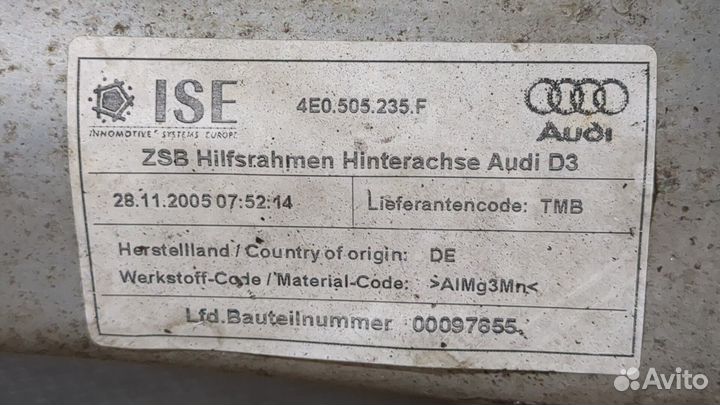 ISE
INNOMOTIVE SYSTEMS EUROPE
4E0.505.235.F
Audi
ZSB Hilfsrahmen Hinterachse Audi D3
28.11.2005 07:52:14
Lieferantencode: TMB
Herstellland / Country of origin: DE
Werkstoff-Code / Material-Code: >AlMg3Mn<
Lfd.Bauteilnummer 00097855
Avito